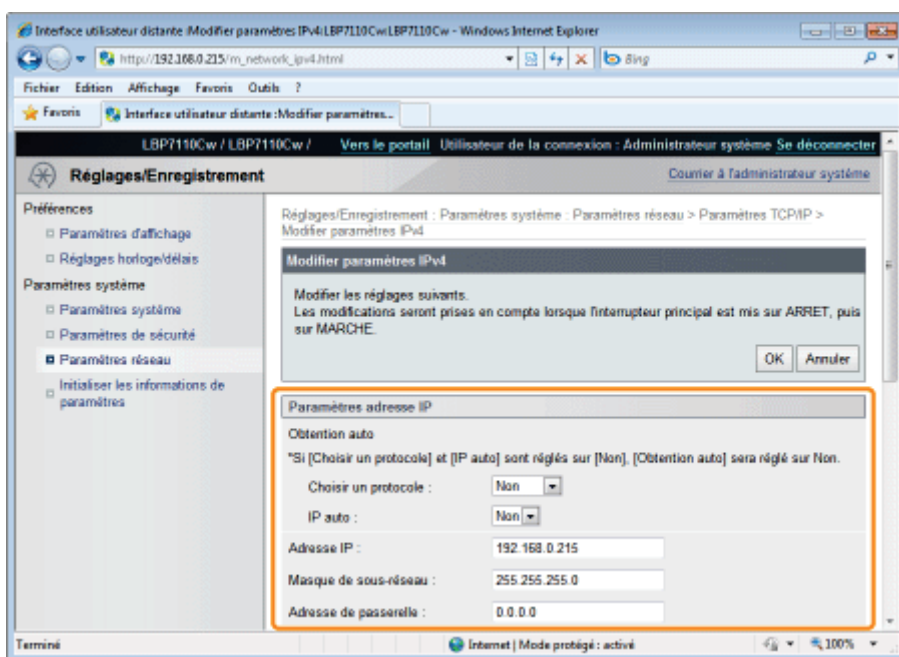 Interface utilisateur distante :Modifier paramètres IPv4:LBP7110Cw:LBP7110Cw - Windows Internet Explorer
http://192.168.0.215/m_network_ipv4.html
Bing
Fichier Edition Affichage Favoris Outils ?
Favoris Interface utilisateur distante :Modifier paramètres...
LBP7110Cw / LBP7110Cw / Vers le portail Utilisateur de la connexion : Administrateur système Se déconnecter
Réglages/Enregistrement Courrier à l'administrateur système
Préférences
Paramètres d'affichage
Réglages horloge/délais
Paramètres système
Paramètres système
Paramètres de sécurité
Paramètres réseau
Initialiser les informations de
paramètres
Réglages/Enregistrement : Paramètres système : Paramètres réseau > Paramètres TCP/IP >
Modifier paramètres IPv4
Modifier paramètres IPv4
Modifier les réglages suivants.
Les modifications seront prises en compte lorsque l'interrupteur principal est mis sur ARRET, puis
sur MARCHE.
OK Annuler
Paramètres adresse IP
Obtention auto
*Si [Choisir un protocole] et [IP auto] sont réglés sur [Non], [Obtention auto] sera réglé sur Non.
Choisir un protocole : Non
IP auto : Non
Adresse IP : 192.168.0.215
Masque de sous-réseau : 255.255.255.0
Adresse de passerelle : 0.0.0.0
Terminé Internet | Mode protégé : activé 100%